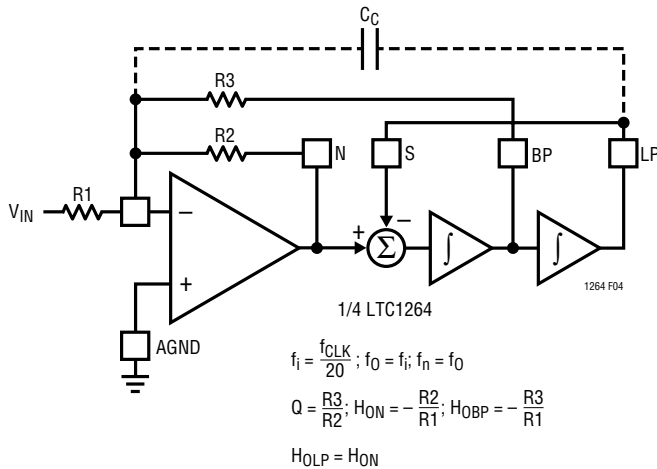 C_C
R3
R2
N
S
BP
LP
R1
V_IN
−
+
−
+
Σ
∫
∫
1264 F04
1/4 LTC1264
AGND
f_i = f_CLK/20 ; f_O = f_i; f_n = f_O
Q = R3/R2; H_ON = − R2/R1; H_OBP = − R3/R1
H_OLP = H_ON